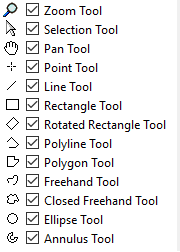 Zoom Tool
Selection Tool
Pan Tool
Point Tool
Line Tool
Rectangle Tool
Rotated Rectangle Tool
Polyline Tool
Polygon Tool
Freehand Tool
Closed Freehand Tool
Ellipse Tool
Annulus Tool